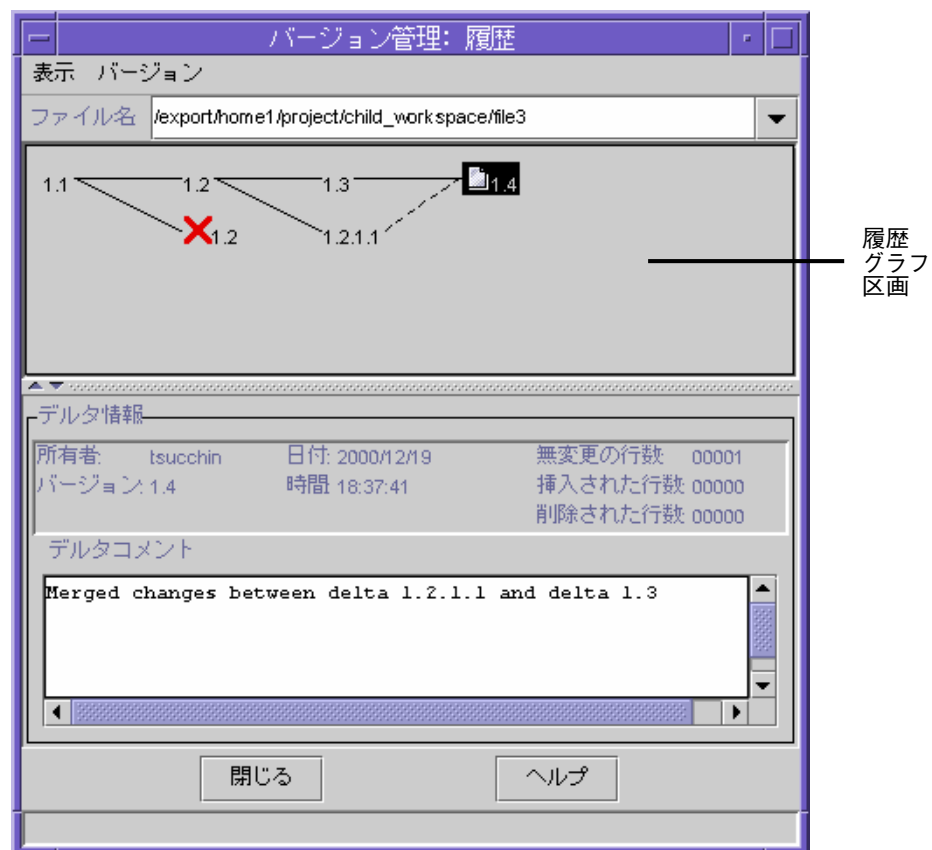 バージョン管理: 履歴
表示 バージョン
ファイル名 /export/home1/project/child_workspace/file3
1.1 1.2 1.3 1.4
1.2 1.2.1.1
履歴
グラフ
区画
デルタ情報
所有者: tsucchin 日付: 2000/12/19 無変更の行数: 00001
バージョン: 1.4 時間: 18:37:41 挿入された行数: 00000
削除された行数: 00000
デルタコメント
Merged changes between delta 1.2.1.1 and delta 1.3
閉じる ヘルプ